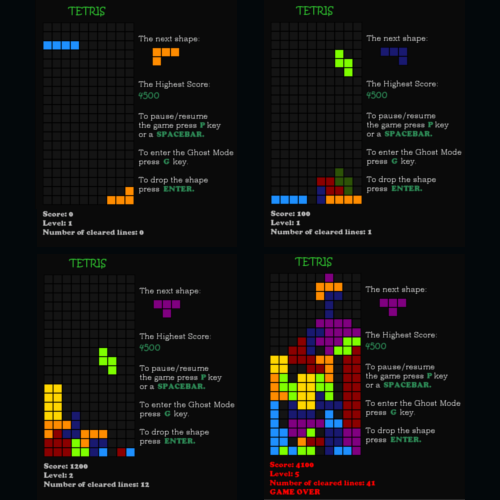 TETRIS
The next shape:
The Highest Score:
4500
To pause/resume
the game press P key
or a SPACEBAR.
To enter the Ghost Mode
press G key.
To drop the shape
press ENTER.
Score: 0
Level: 1
Number of cleared lines: 0
TETRIS
The next shape:
The Highest Score:
4500
To pause/resume
the game press P key
or a SPACEBAR.
To enter the Ghost Mode
press G key.
To drop the shape
press ENTER.
Score: 100
Level: 1
Number of cleared lines: 1
TETRIS
The next shape:
The Highest Score:
4500
To pause/resume
the game press P key
or a SPACEBAR.
To enter the Ghost Mode
press G key.
To drop the shape
press ENTER.
Score: 1200
Level: 2
Number of cleared lines: 12
TETRIS
The next shape:
The Highest Score:
4500
To pause/resume
the game press P key
or a SPACEBAR.
To enter the Ghost Mode
press G key.
To drop the shape
press ENTER.
Score: 4100
Level: 5
Number of cleared lines: 41
GAME OVER